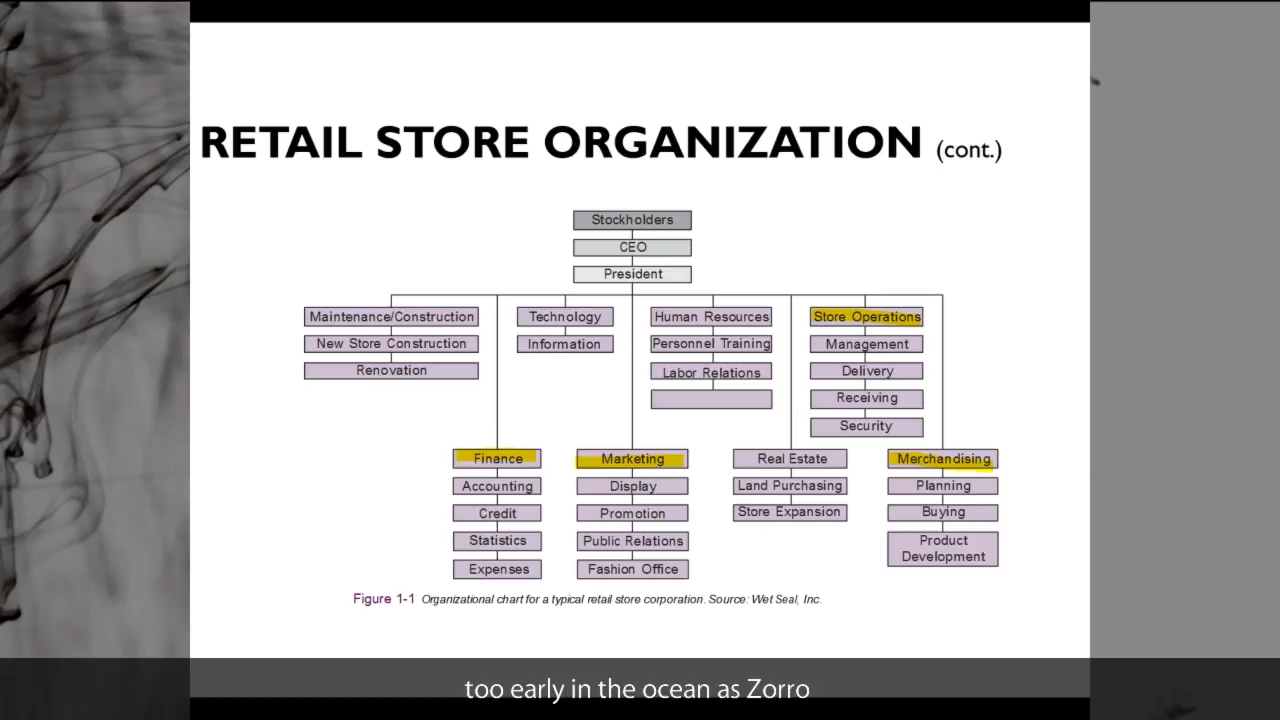 RETAIL STORE ORGANIZATION (cont.)
Stockholders
CEO
President
Maintenance/Construction
New Store Construction
Renovation
Technology
Information
Human Resources
Personnel Training
Labor Relations
Store Operations
Management
Delivery
Receiving
Security
Finance
Accounting
Credit
Statistics
Expenses
Marketing
Display
Promotion
Public Relations
Fashion Office
Real Estate
Land Purchasing
Store Expansion
Merchandising
Planning
Buying
Product
Development
Figure 1-1 Organizational chart for a typical retail store corporation. Source: Wet Seal, Inc.
too early in the ocean as Zorro